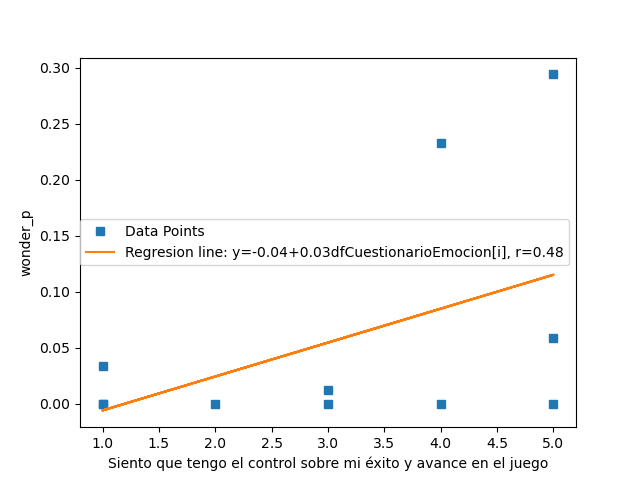 0.30
0.25
0.20
0.15
0.10
0.05
0.00
wonder_p
Data Points
Regresion line: y=-0.04+0.03dfCuestionarioEmocion[i], r=0.48
1.0 1.5 2.0 2.5 3.0 3.5 4.0 4.5 5.0
Siento que tengo el control sobre mi éxito y avance en el juego